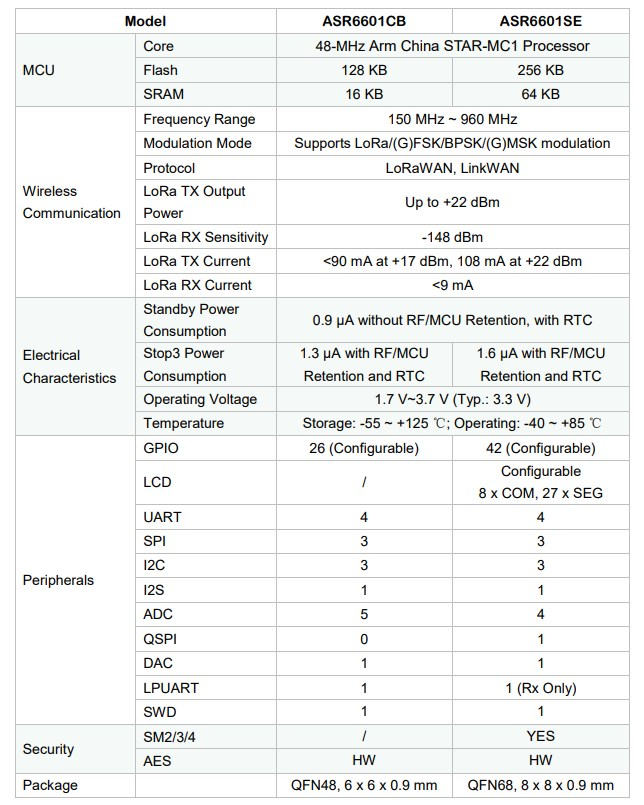 Model ASR6601CB ASR6601SE
MCU
Core 48-MHz Arm China STAR-MC1 Processor
Flash 128 KB 256 KB
SRAM 16 KB 64 KB
Wireless
Communication
Frequency Range 150 MHz ~ 960 MHz
Modulation Mode Supports LoRa/(G)FSK/BPSK/(G)MSK modulation
Protocol LoRaWAN, LinkWAN
LoRa TX Output
Power
Up to +22 dBm
LoRa RX Sensitivity -148 dBm
LoRa TX Current <90 mA at +17 dBm, 108 mA at +22 dBm
LoRa RX Current <9 mA
Electrical
Characteristics
Standby Power
Consumption
0.9 μA without RF/MCU Retention, with RTC
Stop3 Power
Consumption
1.3 μA with RF/MCU
Retention and RTC
1.6 μA with RF/MCU
Retention and RTC
Operating Voltage 1.7 V~3.7 V (Typ.: 3.3 V)
Temperature Storage: -55 ~ +125 ℃; Operating: -40 ~ +85 ℃
Peripherals
GPIO 26 (Configurable) 42 (Configurable)
LCD /
Configurable
8 x COM, 27 x SEG
UART 4 4
SPI 3 3
I2C 3 3
I2S 1 1
ADC 5 4
QSPI 0 1
DAC 1 1
LPUART 1 1 (Rx Only)
SWD 1 1
Security
SM2/3/4 / YES
AES HW HW
Package QFN48, 6 x 6 x 0.9 mm QFN68, 8 x 8 x 0.9 mm